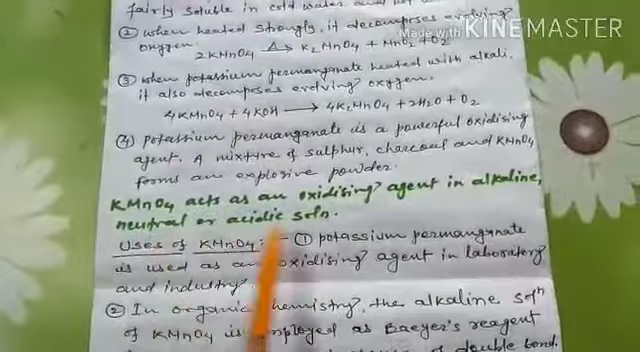 Made with KINEMASTER
fairly soluble in cold water and
② when heated strongly, it decomposes evolving
oxygen.
2KMnO4 Δ→ K2MnO4 + MnO2 + O2
③ when potassium permanganate heated with alkali.
it also decomposes evolving oxygen.
4KMnO4 + 4KOH → 4K2MnO4 + 2H2O + O2
④ potassium permanganate is a powerful oxidising
agent. A mixture of sulphur, charcoal and KMnO4
forms an explosive powder.
KMnO4 acts as an oxidising agent in alkaline,
neutral or acidic soln.
Uses of KMnO4:- ① potassium permanganate
is used as an oxidising agent in laboratory
and industry.
② In organic chemistry, the alkaline soln
of KMnO4 is employed as Baeyer's reagent
of double bond.